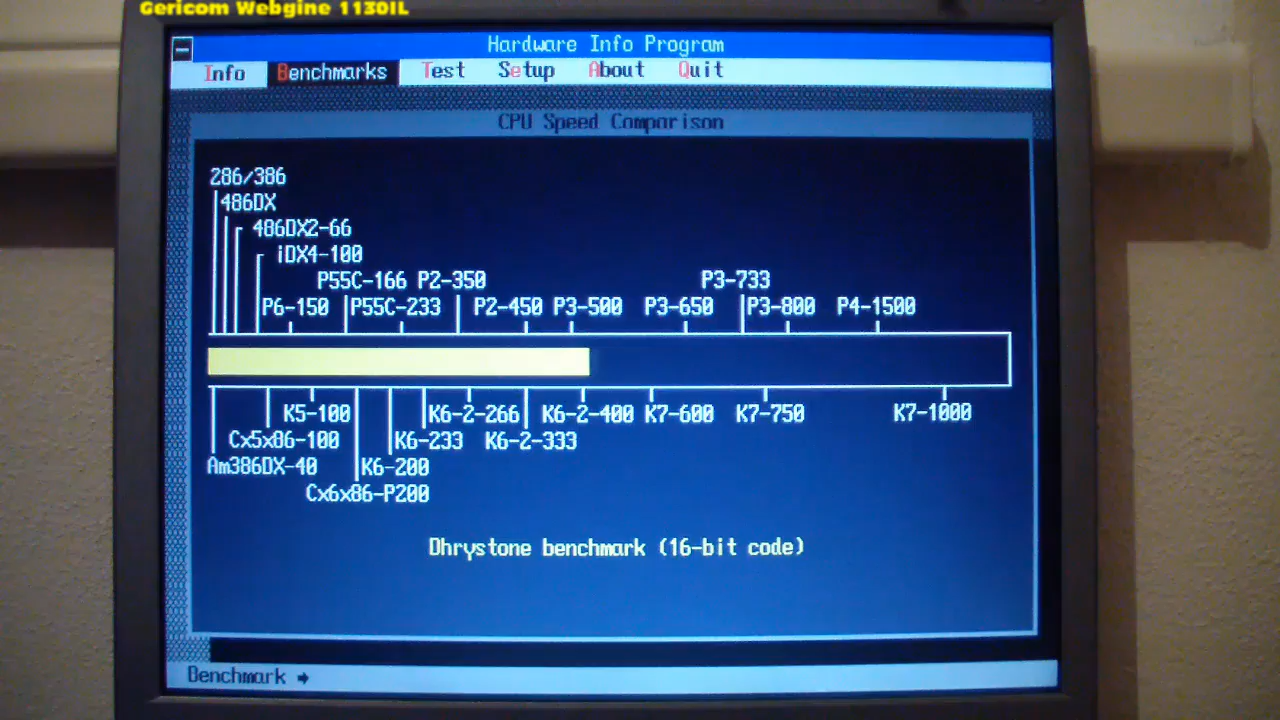 Gericom Webgine 1130IL
Hardware Info Program
Info Benchmarks Test Setup About Quit
CPU Speed Comparison
286/386
486DX
486DX2-66
iDX4-100
P55C-166 P2-350 P3-733
P6-150 P55C-233 P2-450 P3-500 P3-650 P3-800 P4-1500
K5-100 K6-2-266 K6-2-400 K7-600 K7-750 K7-1000
Cx5x86-100 K6-233 K6-2-333
Am386DX-40 K6-200
Cx6x86-P200
Dhrystone benchmark (16-bit code)
Benchmark →